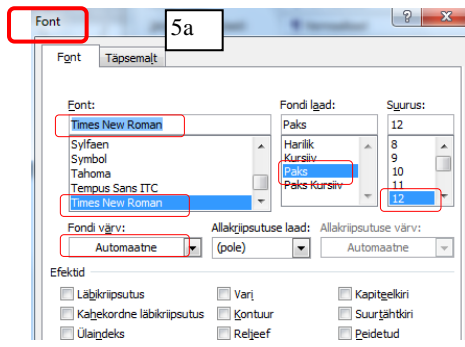 Font
5a
Font Täpsemalt
Font: Fondi laad: Suurus:
Times New Roman Paks 12
Sylfaen Harilik 8
Symbol Kursiiv 9
Tahoma Paks 10
Tempus Sans ITC Paks Kursiiv 11
Times New Roman 12
Fondi värv: Allakriipsutuse laad: Allakriipsutuse värv:
Automaatne (pole) Automaatne
Efektid
Läbikriipsutus Vari Kapiteelkiri
Kahekordne läbikriipsutus Kontuur Suurtähtkiri
Ülaindeks Reljeef Peidetud